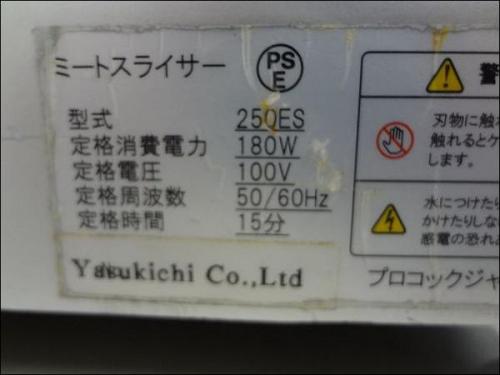 ミートスライサー
PS
E
型式 250ES
定格消費電力 180W
定格電圧 100V
定格周波数 50/60Hz
定格時間 15分
Yasukichi Co.,Ltd
警
刃物に触れ
触れるとケ
します。
水につけたり
かけたりしな
感電の恐れ
プロコックジャ